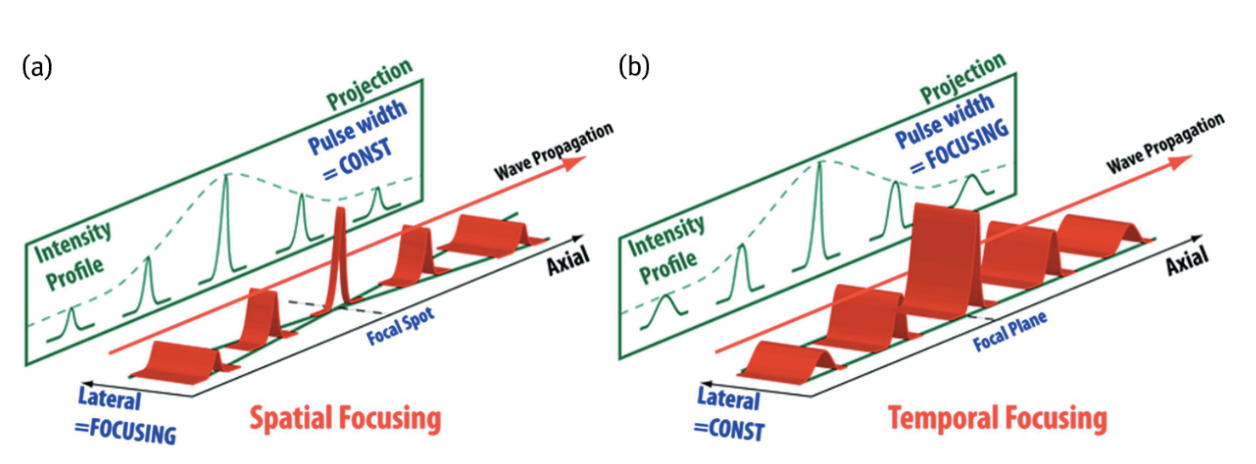 (a)
Projection
Pulse width
= CONST
Wave Propagation
Intensity
Profile
Axial
Focal Spot
Lateral
=FOCUSING
Spatial Focusing
(b)
Projection
Pulse width
= FOCUSING
Wave Propagation
Intensity
Profile
Axial
Focal Plane
Lateral
=CONST
Temporal Focusing